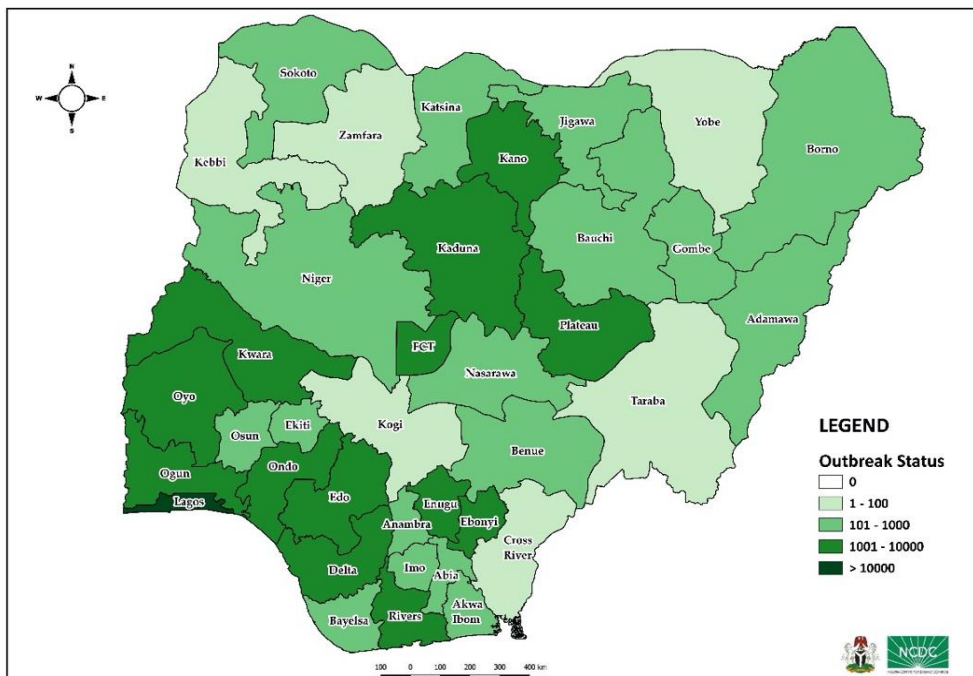 N
W E
S
Sokoto
Katsina
Jigawa
Yobe
Borno
Zamfara
Kebbi
Kano
Kaduna
Bauchi
Gombe
Niger
Adamawa
Plateau
FCT
Kwara
Nasarawa
Taraba
Oyo
Kogi
Osun
Ekiti
Benue
Ogun
Ondo
Lagos
Edo
Enugu
Ebonyi
Anambra
Cross
River
Delta
Imo
Abia
Akwa
Ibom
Bayelsa
Rivers
LEGEND
Outbreak Status
0
1 - 100
101 - 1000
1001 - 10000
> 10000
100 0 100 200 300 400 km
NCDC